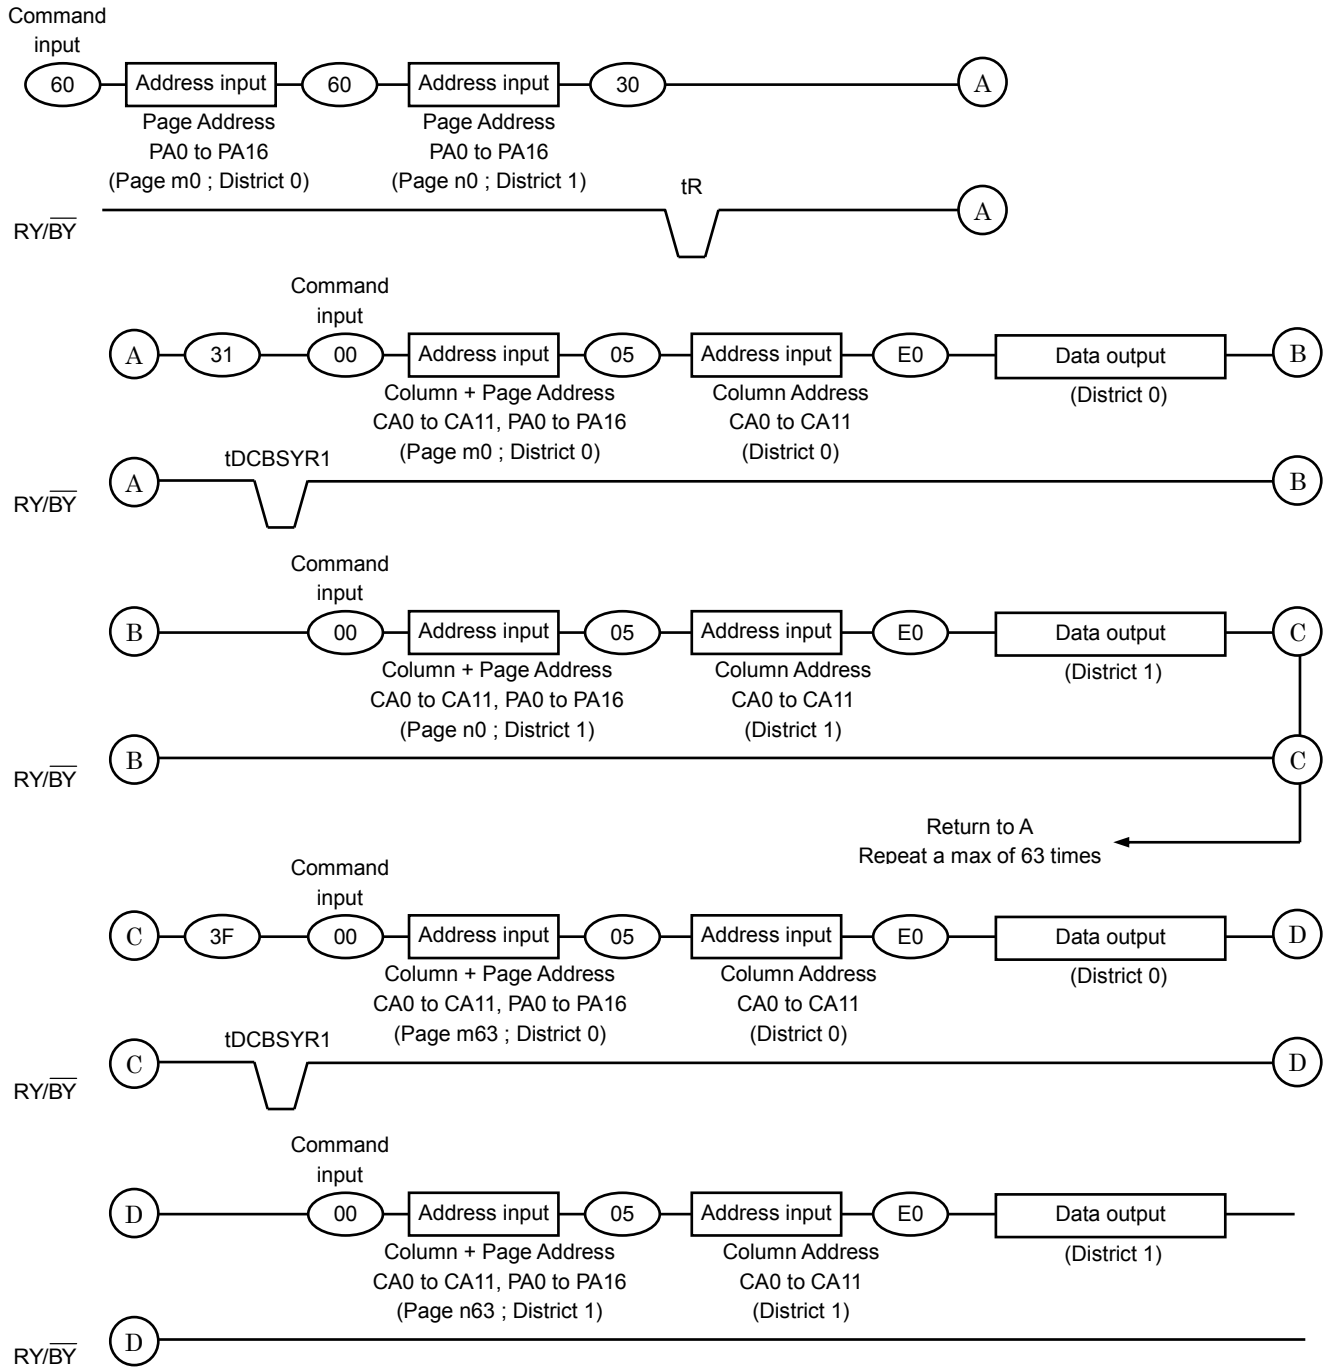 Command
input
60 Address input 60 Address input 30 A
Page Address Page Address
PA0 to PA16 PA0 to PA16
(Page m0 ; District 0) (Page n0 ; District 1)
tR
RY/BY A
Command
input
A 31 00 Address input 05 Address input E0 Data output B
Column + Page Address Column Address (District 0)
CA0 to CA11, PA0 to PA16 CA0 to CA11
(Page m0 ; District 0) (District 0)
tDCBSYR1
RY/BY A B
Command
input
B 00 Address input 05 Address input E0 Data output C
Column + Page Address Column Address (District 1)
CA0 to CA11, PA0 to PA16 CA0 to CA11
(Page n0 ; District 1) (District 1)
RY/BY B C
Return to A
Repeat a max of 63 times
Command
input
C 3F 00 Address input 05 Address input E0 Data output D
Column + Page Address Column Address (District 0)
CA0 to CA11, PA0 to PA16 CA0 to CA11
(Page m63 ; District 0) (District 0)
tDCBSYR1
RY/BY C D
Command
input
D 00 Address input 05 Address input E0 Data output
Column + Page Address Column Address (District 1)
CA0 to CA11, PA0 to PA16 CA0 to CA11
(Page n63 ; District 1) (District 1)
RY/BY D